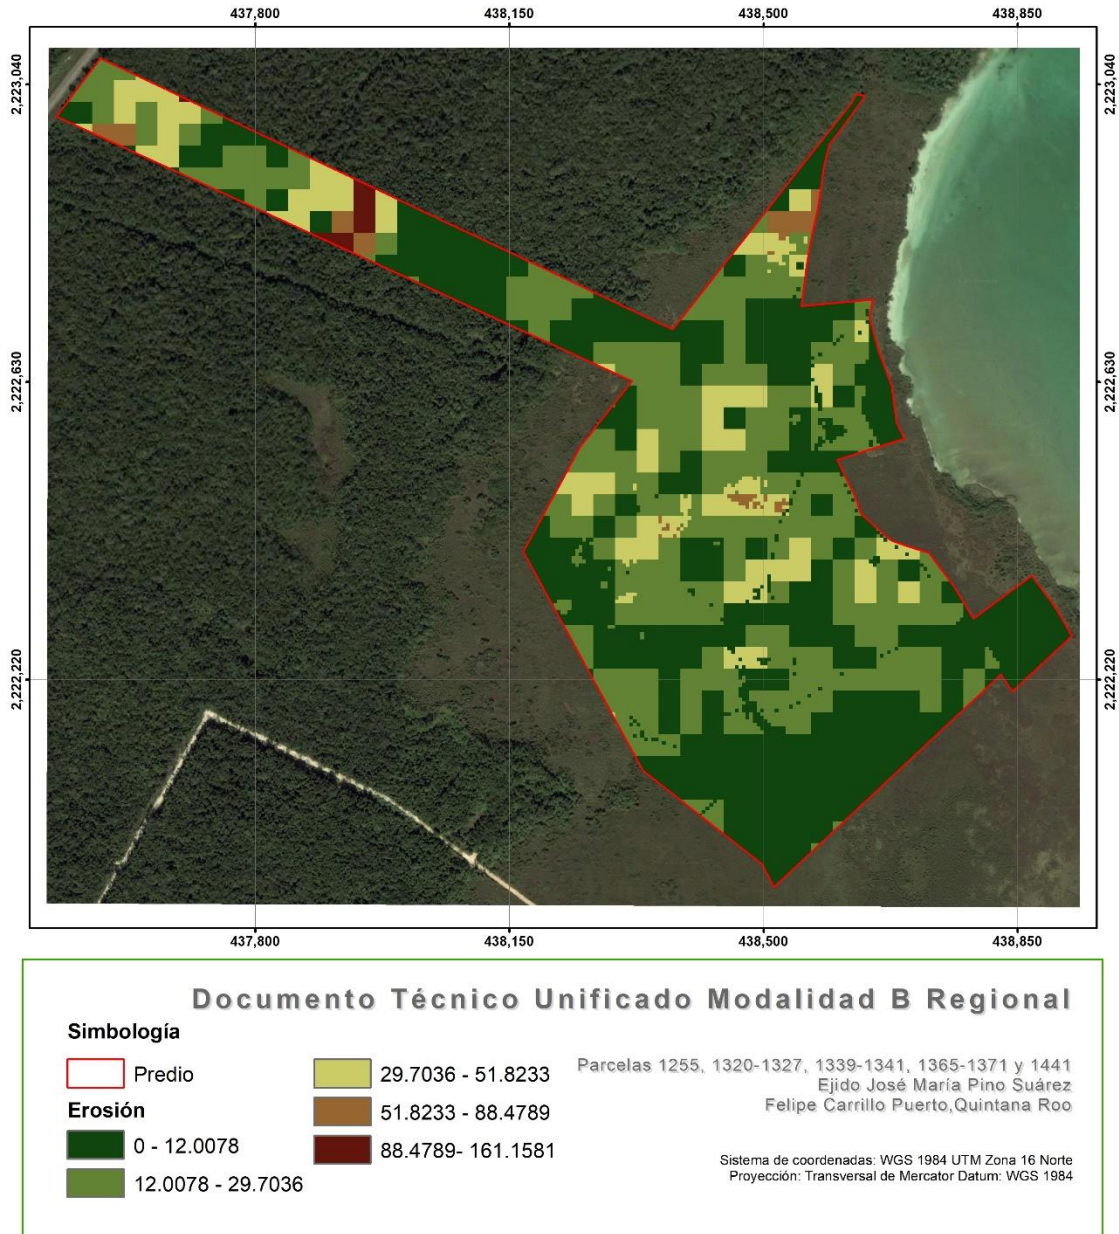 437,800 438,150 438,500 438,850
2,223,040 2,223,040
2,222,630 2,222,630
2,222,220 2,222,220
437,800 438,150 438,500 438,850
Documento Técnico Unificado Modalidad B Regional
Simbología
Predio
Erosión
0 - 12.0078
12.0078 - 29.7036
29.7036 - 51.8233
51.8233 - 88.4789
88.4789- 161.1581
Parcelas 1255, 1320-1327, 1339-1341, 1365-1371 y 1441
Ejido José María Pino Suárez
Felipe Carrillo Puerto,Quintana Roo
Sistema de coordenadas: WGS 1984 UTM Zona 16 Norte
Proyección: Transversal de Mercator Datum: WGS 1984